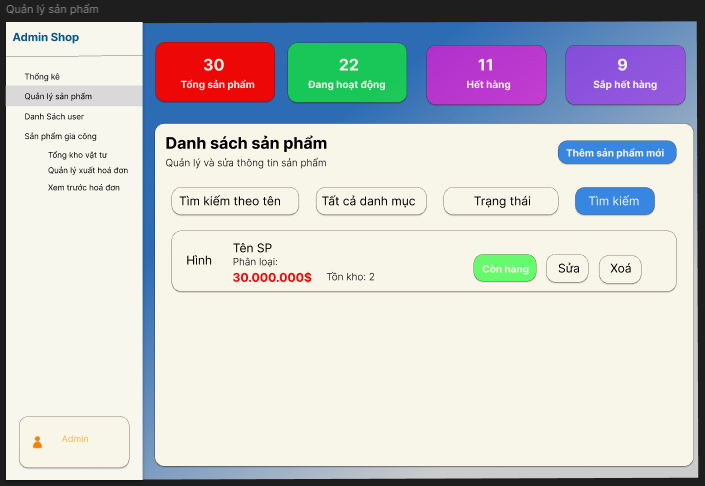 Quản lý sản phẩm
Admin Shop
Thống kê
Quản lý sản phẩm
Danh Sách user
Sản phẩm gia công
Tổng kho vật tư
Quản lý xuất hoá đơn
Xem trước hoá đơn
Admin
30
Tổng sản phẩm
22
Đang hoạt động
11
Hết hàng
9
Sắp hết hàng
Danh sách sản phẩm
Quản lý và sửa thông tin sản phẩm
Thêm sản phẩm mới
Tìm kiếm theo tên
Tất cả danh mục
Trạng thái
Tìm kiếm
Hình
Tên SP
Phân loại:
30.000.000$
Tồn kho: 2
Còn hàng
Sửa
Xoá